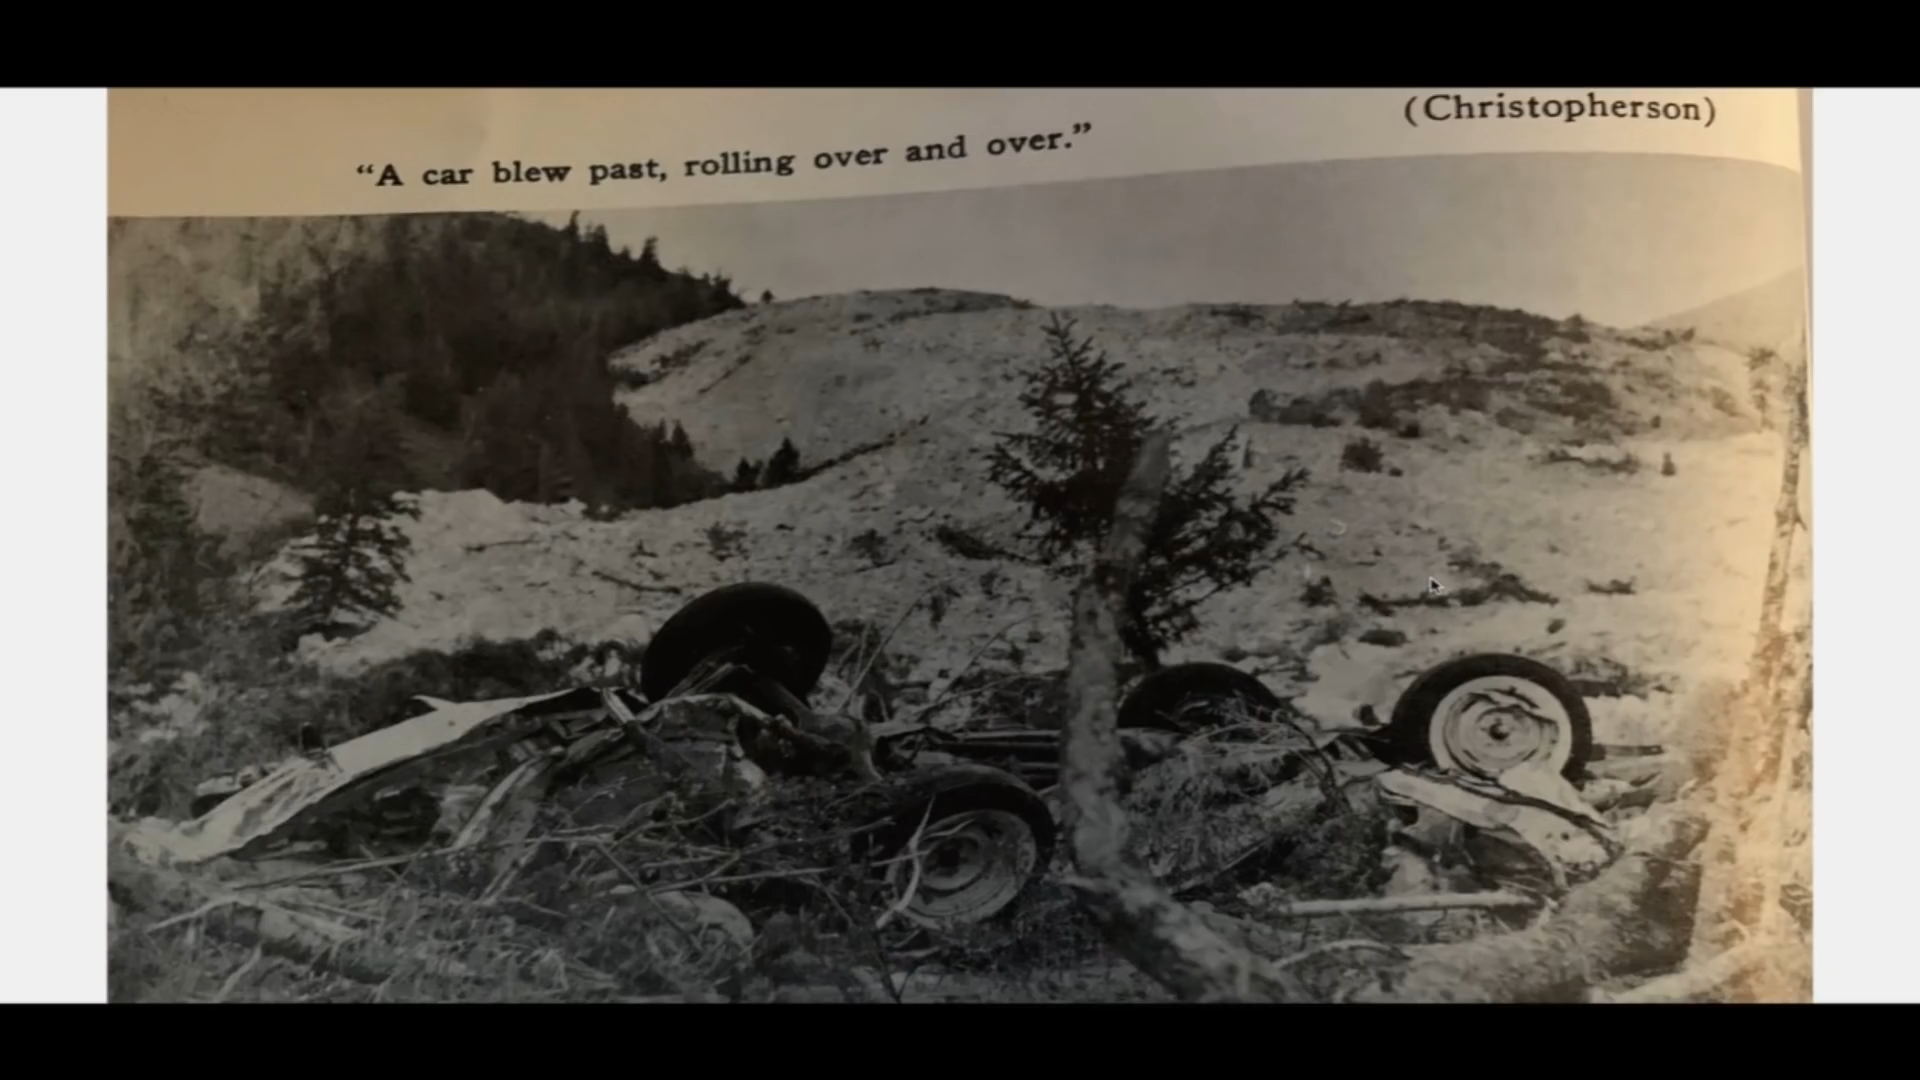 (Christopherson)
“A car blew past, rolling over and over.”